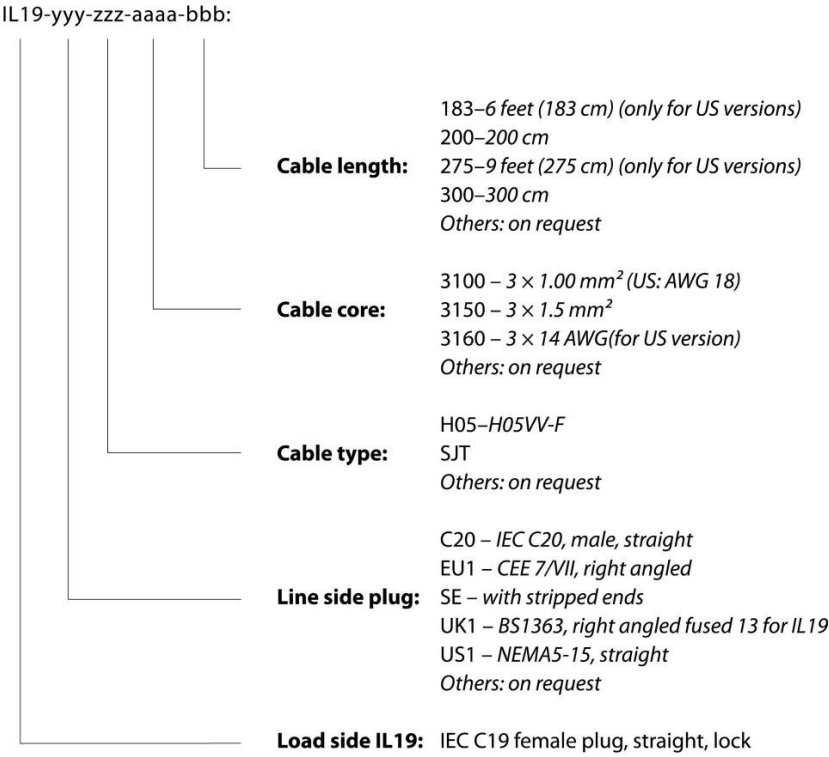 IL19-yyy-zzz-aaaa-bbb:
183–6 feet (183 cm) (only for US versions)
200–200 cm
Cable length: 275–9 feet (275 cm) (only for US versions)
300–300 cm
Others: on request
3100 – 3 × 1.00 mm² (US: AWG 18)
Cable core: 3150 – 3 × 1.5 mm²
3160 – 3 × 14 AWG(for US version)
Others: on request
H05–H05VV-F
Cable type: SJT
Others: on request
C20 – IEC C20, male, straight
EU1 – CEE 7/VII, right angled
Line side plug: SE – with stripped ends
UK1 – BS1363, right angled fused 13 for IL19
US1 – NEMA5-15, straight
Others: on request
Load side IL19: IEC C19 female plug, straight, lock